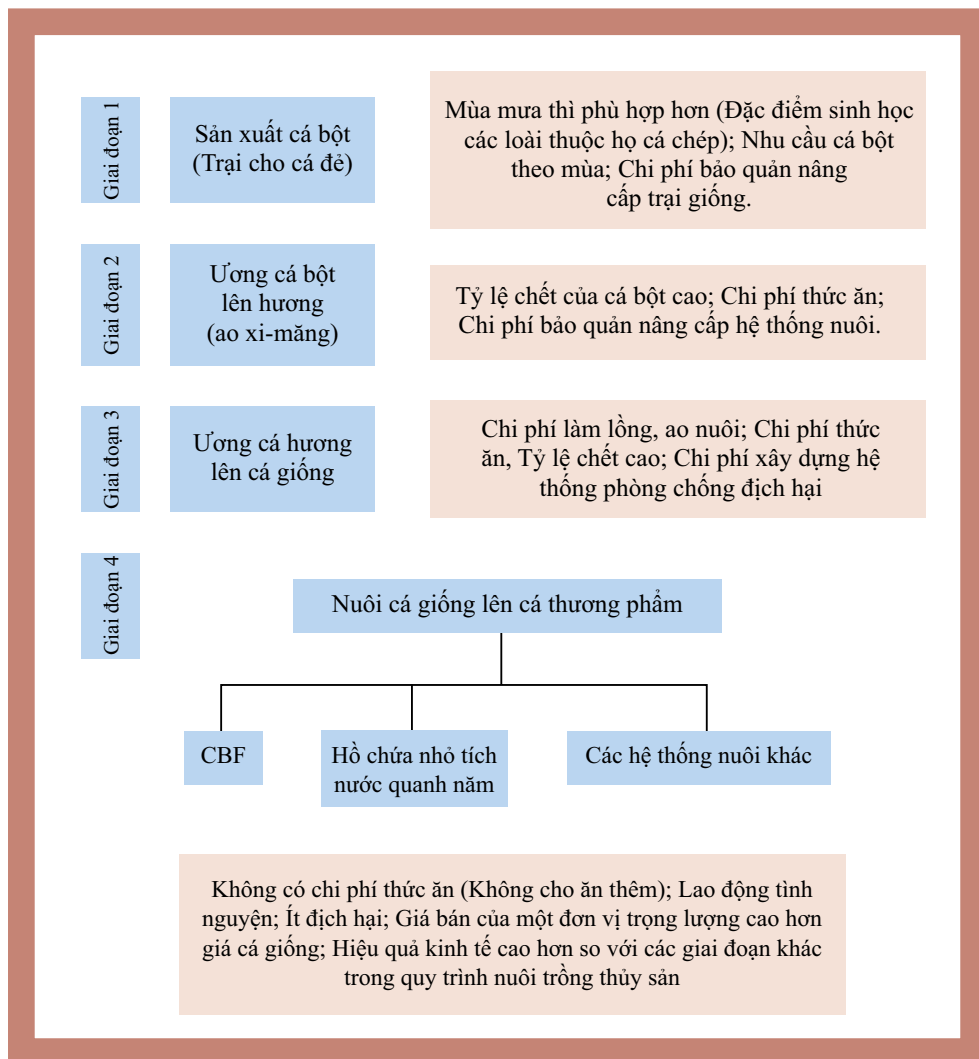 Giai đoạn 1
Sản xuất cá bột
(Trại cho cá đẻ)
Mùa mưa thì phù hợp hơn (Đặc điểm sinh học
các loài thuộc họ cá chép); Nhu cầu cá bột
theo mùa; Chi phí bảo quản nâng
cấp trại giống.
Giai đoạn 2
Ương cá bột
lên hương
(ao xi-măng)
Tỷ lệ chết của cá bột cao; Chi phí thức ăn;
Chi phí bảo quản nâng cấp hệ thống nuôi.
Giai đoạn 3
Ương cá hương
lên cá giống
Chi phí làm lồng, ao nuôi; Chi phí thức
ăn, Tỷ lệ chết cao; Chi phí xây dựng hệ
thống phòng chống địch hại
Giai đoạn 4
Nuôi cá giống lên cá thương phẩm
CBF
Hồ chứa nhỏ tích
nước quanh năm
Các hệ thống nuôi khác
Không có chi phí thức ăn (Không cho ăn thêm); Lao động tình
nguyện; Ít địch hại; Giá bán của một đơn vị trọng lượng cao hơn
giá cá giống; Hiệu quả kinh tế cao hơn so với các giai đoạn khác
trong quy trình nuôi trồng thủy sản